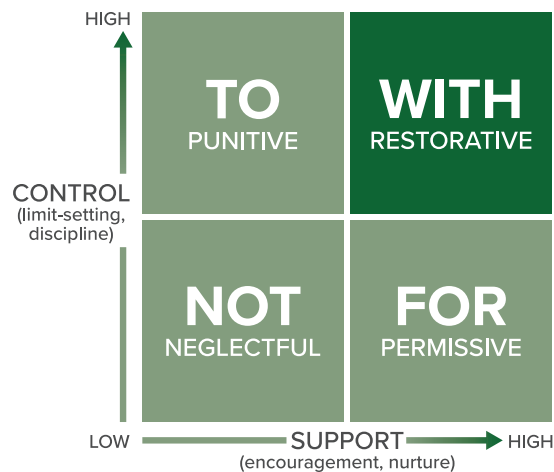 HIGH
TO
PUNITIVE
WITH
RESTORATIVE
CONTROL
(limit-setting,
discipline)
NOT
NEGLECTFUL
FOR
PERMISSIVE
LOW
SUPPORT
HIGH
(encouragement, nurture)